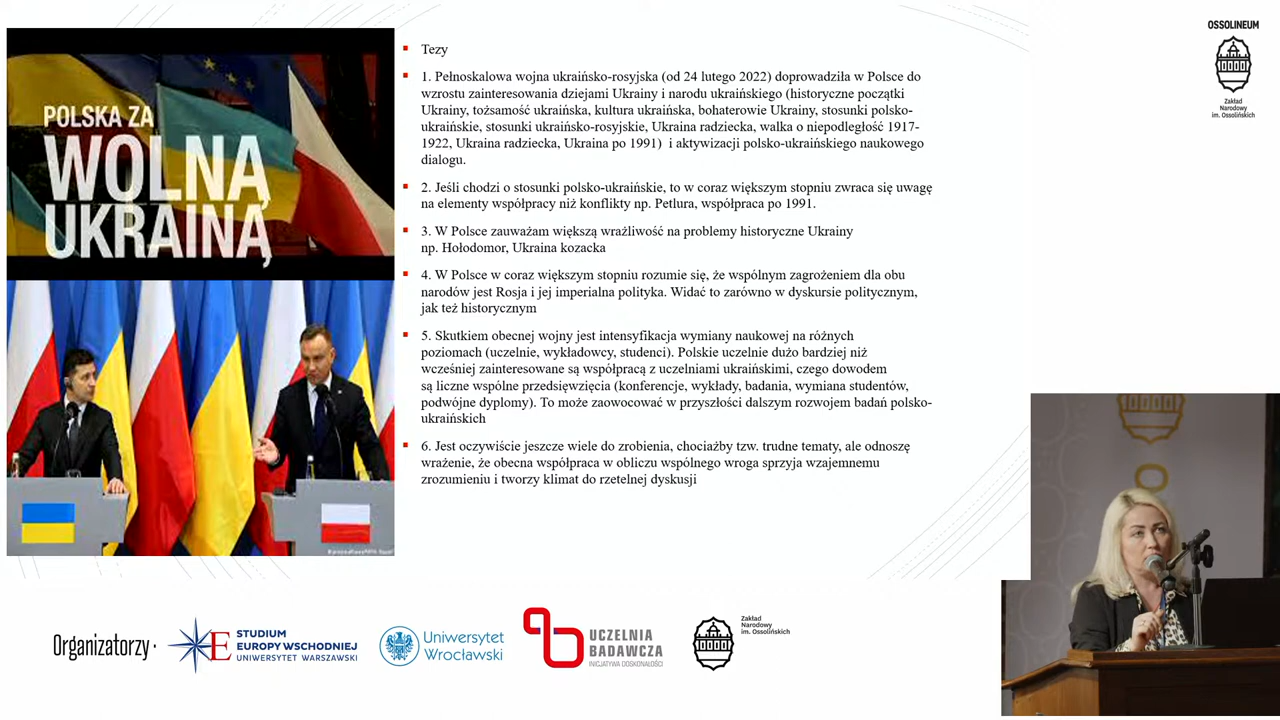 POLSKA ZA
WOLNĄ
UKRAINĄ
Tezy
1. Pełnoskalowa wojna ukraińsko-rosyjska (od 24 lutego 2022) doprowadziła w Polsce do
wzrostu zainteresowania dziejami Ukrainy i narodu ukraińskiego (historyczne początki
Ukrainy, tożsamość ukraińska, kultura ukraińska, bohaterowie Ukrainy, stosunki polsko-
ukraińskie, stosunki ukraińsko-rosyjskie, Ukraina radziecka, walka o niepodległość 1917-
1922, Ukraina radziecka, Ukraina po 1991) i aktywizacji polsko-ukraińskiego naukowego
dialogu.
2. Jeśli chodzi o stosunki polsko-ukraińskie, to w coraz większym stopniu zwraca się uwagę
na elementy współpracy niż konflikty np. Petlura, współpraca po 1991.
3. W Polsce zauważam większą wrażliwość na problemy historyczne Ukrainy
np. Hołodomor, Ukraina kozacka
4. W Polsce w coraz większym stopniu rozumie się, że wspólnym zagrożeniem dla obu
narodów jest Rosja i jej imperialna polityka. Widać to zarówno w dyskursie politycznym,
jak też historycznym
5. Skutkiem obecnej wojny jest intensyfikacja wymiany naukowej na różnych
poziomach (uczelnie, wykładowcy, studenci). Polskie uczelnie dużo bardziej niż
wcześniej zainteresowane są współpracą z uczelniami ukraińskimi, czego dowodem
są liczne wspólne przedsięwzięcia (konferencje, wykłady, badania, wymiana studentów,
podwójne dyplomy). To może zaowocować w przyszłości dalszym rozwojem badań polsko-
ukraińskich
6. Jest oczywiście jeszcze wiele do zrobienia, chociażby tzw. trudne tematy, ale odnoszę
wrażenie, że obecna współpraca w obliczu wspólnego wroga sprzyja wzajemnemu
zrozumieniu i tworzy klimat do rzetelnej dyskusji
OSSOLINEUM
Zakład
Narodowy
im. Ossolińskich
Organizatorzy
E
STUDIUM
EUROPY WSCHODNIEJ
UNIWERSYTET WARSZAWSKI
Uniwersytet
Wrocławski
UCZELNIA
BADAWCZA
INICJATYWA DOSKONAŁOŚCI
Zakład
Narodowy
im. Ossolińskich